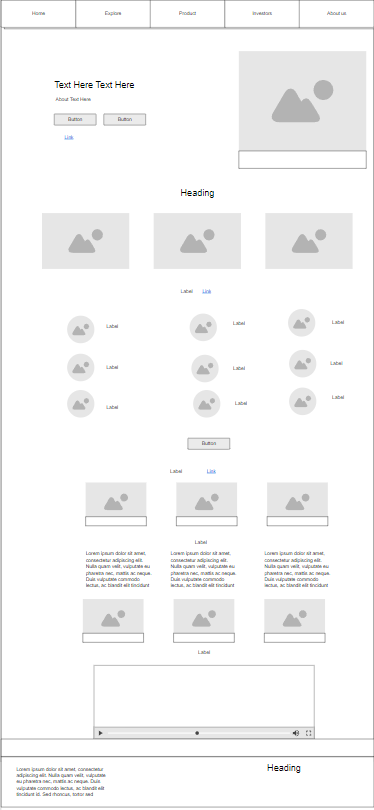 Home Explore Product Investors About us
Text Here Text Here
About Text Here
Button Button
Link
Heading
Label Link
Label Label Label
Label Label Label
Label Label Label
Button
Label Link
Label
Lorem ipsum dolor sit amet, Lorem ipsum dolor sit amet, Lorem ipsum dolor sit amet,
consectetur adipiscing elit. consectetur adipiscing elit. consectetur adipiscing elit.
Nulla quam velit, vulputate eu Nulla quam velit, vulputate eu Nulla quam velit, vulputate eu
pharetra nec, mattis ac neque. pharetra nec, mattis ac neque. pharetra nec, mattis ac neque.
Duis vulputate commodo Duis vulputate commodo Duis vulputate commodo
lectus, ac blandit elit tincidunt lectus, ac blandit elit tincidunt lectus, ac blandit elit tincidunt
Label
Heading
Lorem ipsum dolor sit amet, consectetur
adipiscing elit. Nulla quam velit, vulputate
eu pharetra nec, mattis ac neque. Duis
vulputate commodo lectus, ac blandit elit
tincidunt id. Sed rhoncus, tortor sed